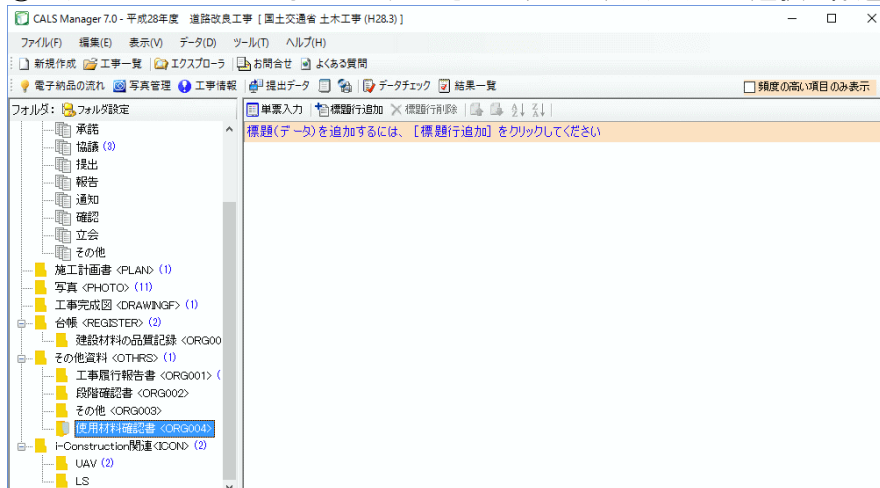 CALS Manager 7.0 - 平成28年度　道路改良工事 [ 国土交通省 土木工事 (H28.3) ]
ファイル(F) 編集(E) 表示(V) データ(D) ツール(T) ヘルプ(H)
新規作成 工事一覧 エクスプローラ お問合せ よくある質問
電子納品の流れ 写真管理 工事情報 提出データ データチェック 結果一覧 頻度の高い項目のみ表示
フォルダ: フォルダ設定 単票入力 標題行追加 標題行削除
標題(データ)を追加するには、[標題行追加] をクリックしてください
承諾
協議 (3)
提出
報告
通知
確認
立会
その他
施工計画書 <PLAN> (1)
写真 <PHOTO> (11)
工事完成図 <DRAWINGF> (1)
台帳 <REGISTER> (2)
建設材料の品質記録 <ORG00
その他資料 <OTHRS> (1)
工事履行報告書 <ORG001> (
段階確認書 <ORG002>
その他 <ORG003>
使用材料確認書 <ORG004>
i-Construction関連<ICON> (2)
UAV (2)
LS